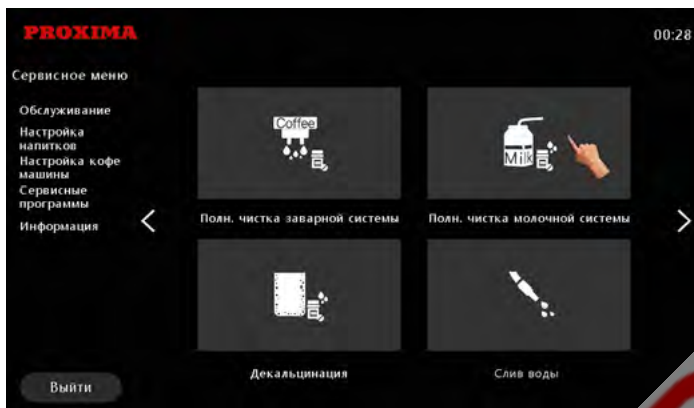 PROXIMA
00:28
Сервисное меню
Обслуживание
Настройка
напитков
Настройка кофе
машины
Сервисные
программы
Информация
Coffee
Milk
Полн. чистка заварной системы
Полн. чистка молочной системы
Декальцинация
Слив воды
Выйти